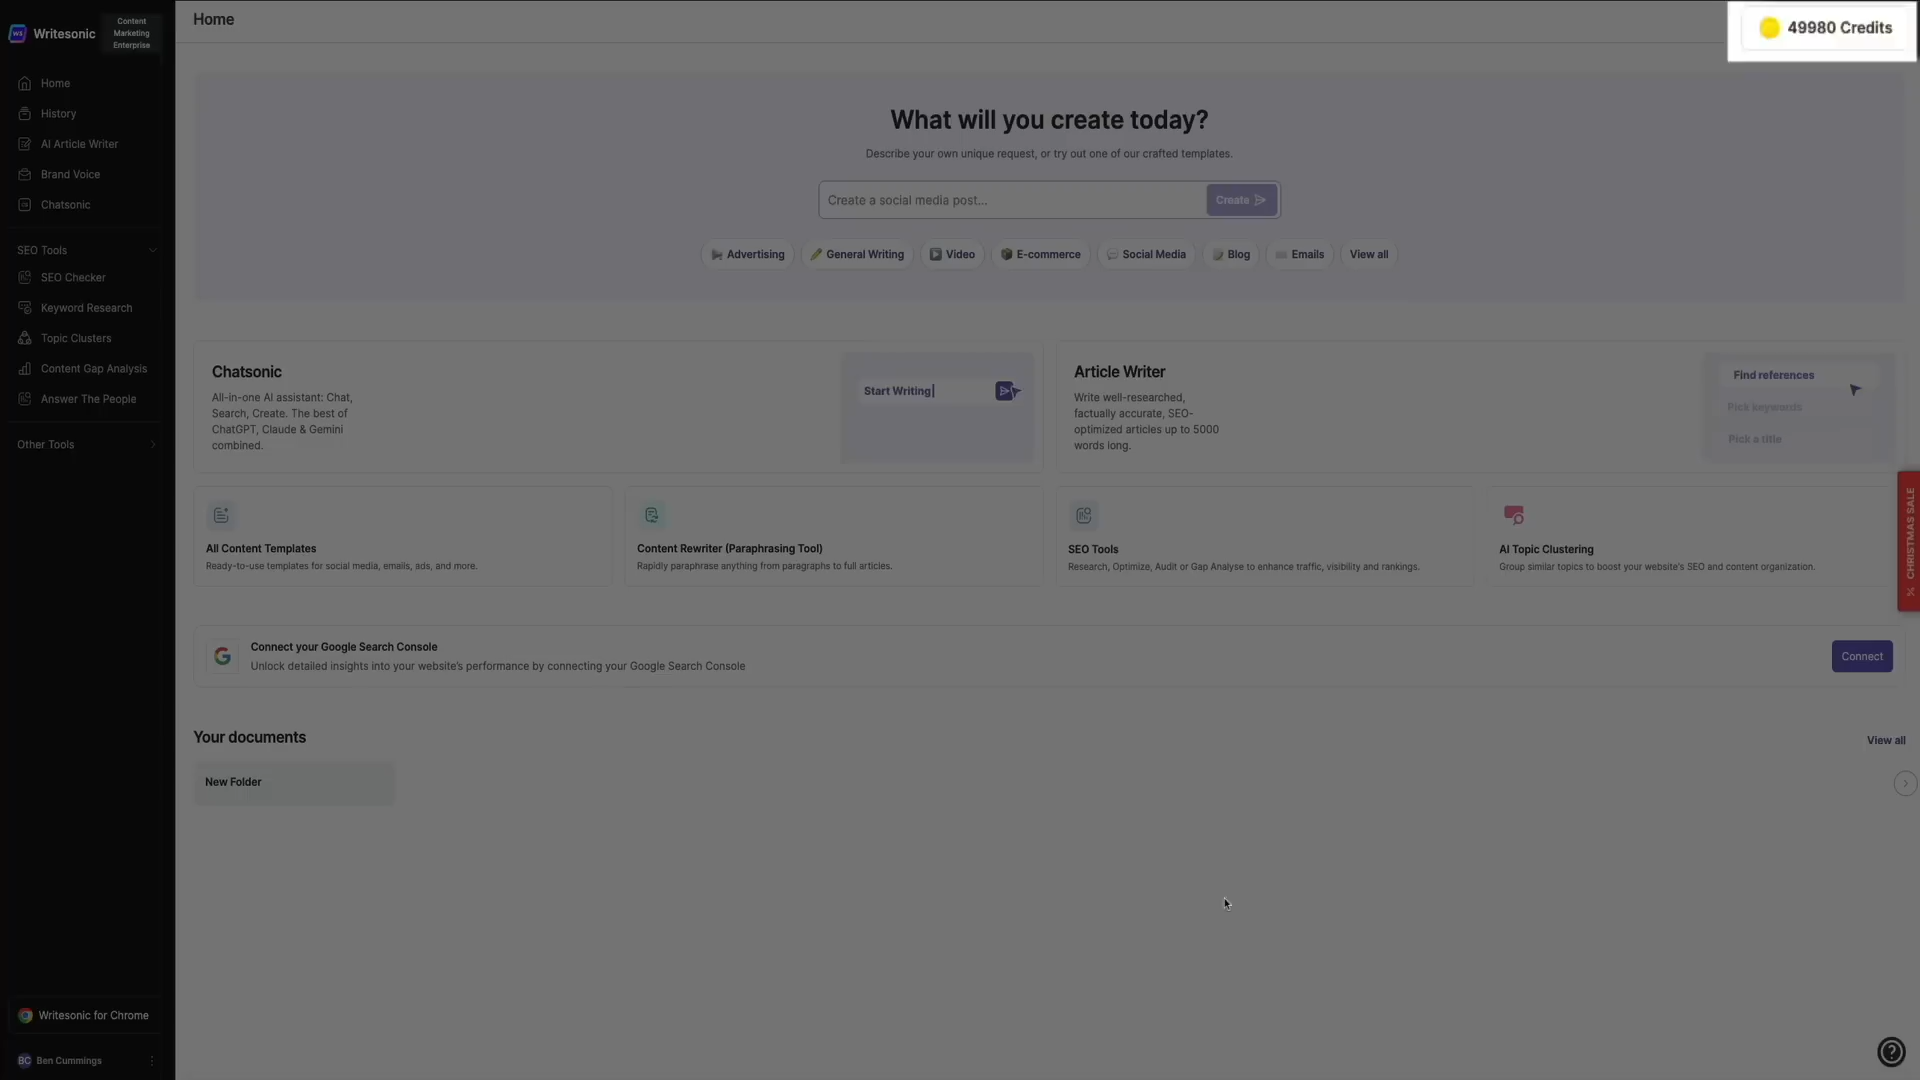 Writesonic
Content
Marketing
Enterprise
Home
History
AI Article Writer
Brand Voice
Chatsonic
SEO Tools
SEO Checker
Keyword Research
Topic Clusters
Content Gap Analysis
Answer The People
Other Tools
Writesonic for Chrome
BC Ben Cummings
Home
49980 Credits
What will you create today?
Describe your own unique request, or try out one of our crafted templates.
Create a social media post...
Create
Advertising
General Writing
Video
E-commerce
Social Media
Blog
Emails
View all
Chatsonic
All-in-one AI assistant: Chat,
Search, Create. The best of
ChatGPT, Claude & Gemini
combined.
Start Writing
Article Writer
Write well-researched,
factually accurate, SEO-
optimized articles up to 5000
words long.
Find references
Pick keywords
Pick a title
All Content Templates
Ready-to-use templates for social media, emails, ads, and more.
Content Rewriter (Paraphrasing Tool)
Rapidly paraphrase anything from paragraphs to full articles.
SEO Tools
Research, Optimize, Audit or Gap Analyse to enhance traffic, visibility and rankings.
AI Topic Clustering
Group similar topics to boost your website's SEO and content organization.
CHRISTMAS SALE
Connect your Google Search Console
Unlock detailed insights into your website's performance by connecting your Google Search Console
Connect
Your documents
View all
New Folder